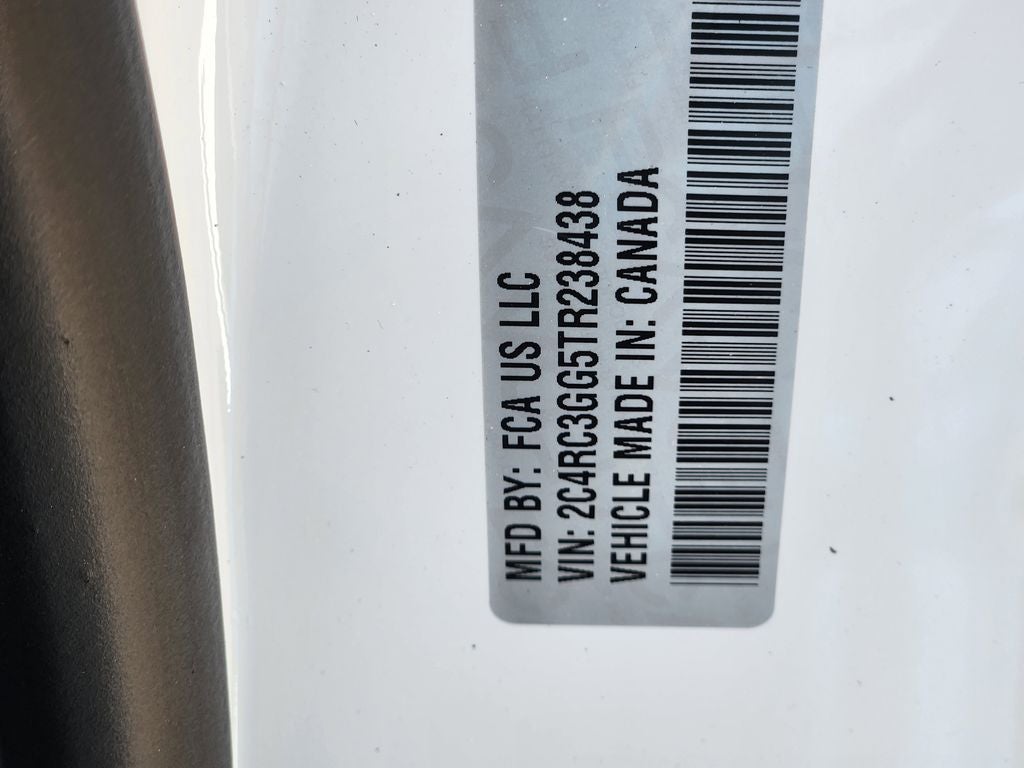 MFD BY: FCA US LLC
VIN: 2C4RC3GG5TR238438
VEHICLE MADE IN: CANADA